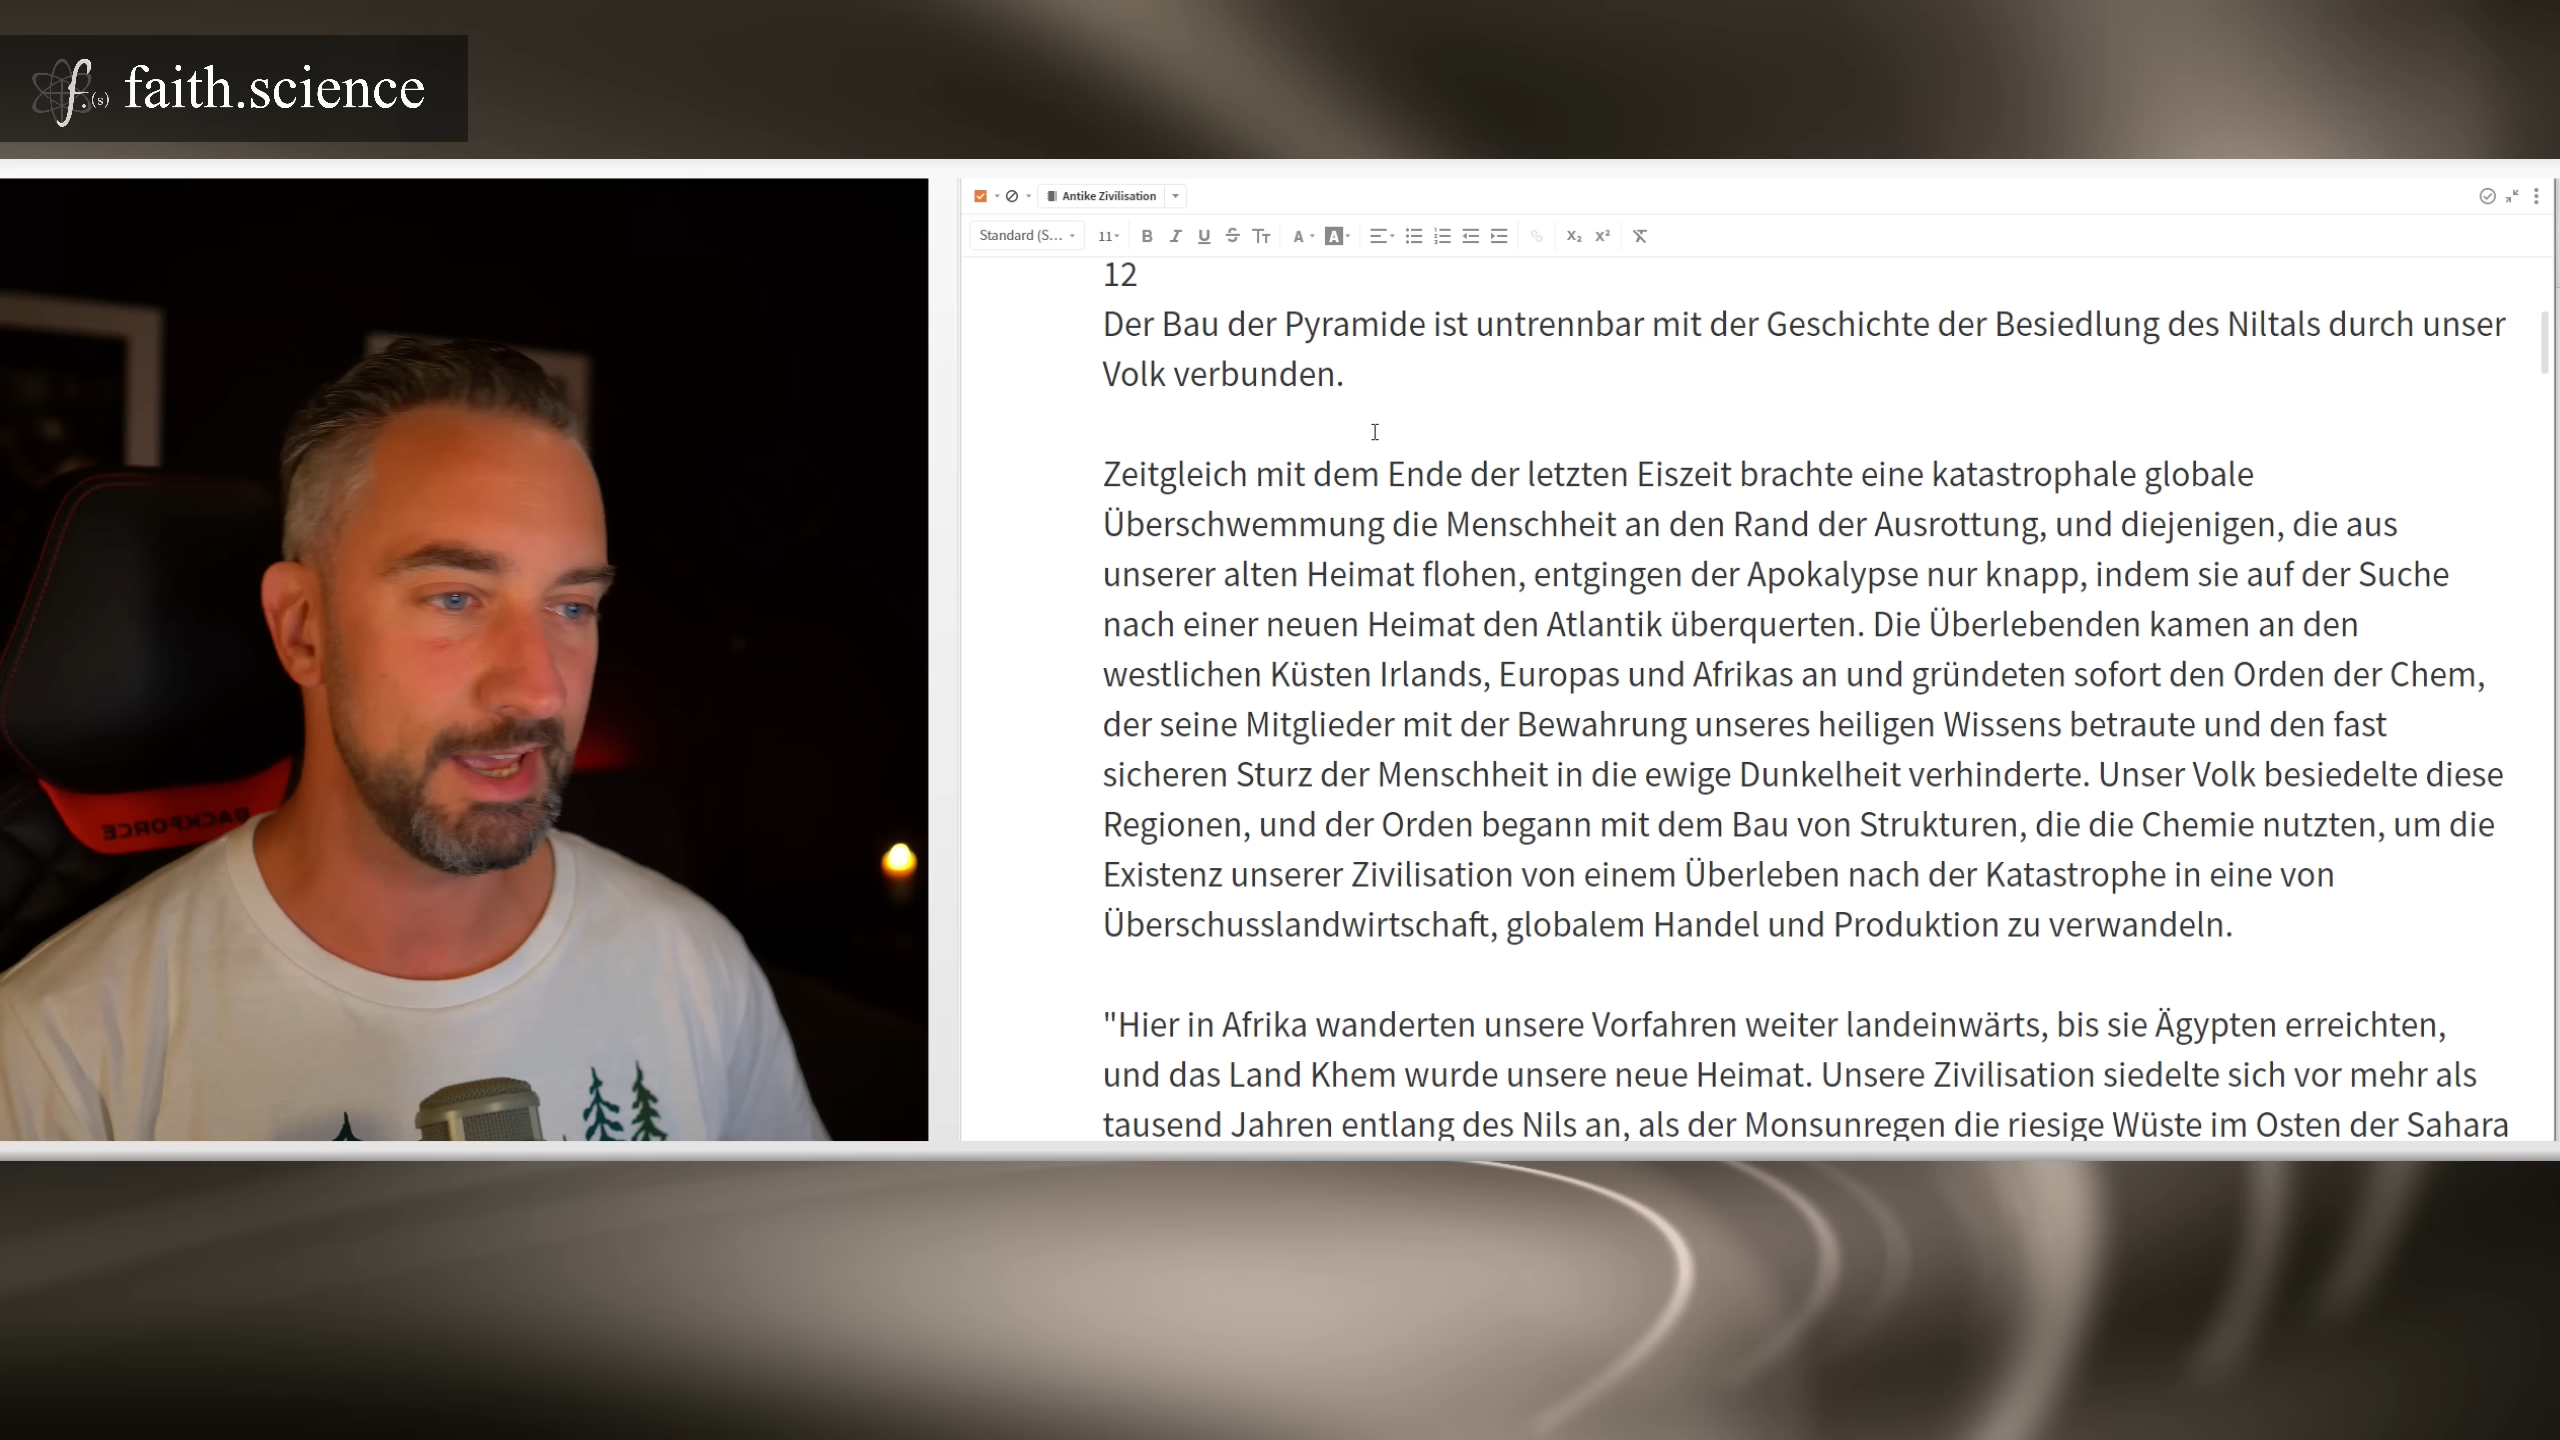 f.(s) faith.science
Antike Zivilisation
Standard (S... 11 B I U S TT A A X₂ X²
12
Der Bau der Pyramide ist untrennbar mit der Geschichte der Besiedlung des Niltals durch unser
Volk verbunden.
Zeitgleich mit dem Ende der letzten Eiszeit brachte eine katastrophale globale
Überschwemmung die Menschheit an den Rand der Ausrottung, und diejenigen, die aus
unserer alten Heimat flohen, entgingen der Apokalypse nur knapp, indem sie auf der Suche
nach einer neuen Heimat den Atlantik überquerten. Die Überlebenden kamen an den
westlichen Küsten Irlands, Europas und Afrikas an und gründeten sofort den Orden der Chem,
der seine Mitglieder mit der Bewahrung unseres heiligen Wissens betraute und den fast
sicheren Sturz der Menschheit in die ewige Dunkelheit verhinderte. Unser Volk besiedelte diese
Regionen, und der Orden begann mit dem Bau von Strukturen, die die Chemie nutzten, um die
Existenz unserer Zivilisation von einem Überleben nach der Katastrophe in eine von
Überschusslandwirtschaft, globalem Handel und Produktion zu verwandeln.
"Hier in Afrika wanderten unsere Vorfahren weiter landeinwärts, bis sie Ägypten erreichten,
und das Land Khem wurde unsere neue Heimat. Unsere Zivilisation siedelte sich vor mehr als
tausend Jahren entlang des Nils an, als der Monsunregen die riesige Wüste im Osten der Sahara
BACKFORCE